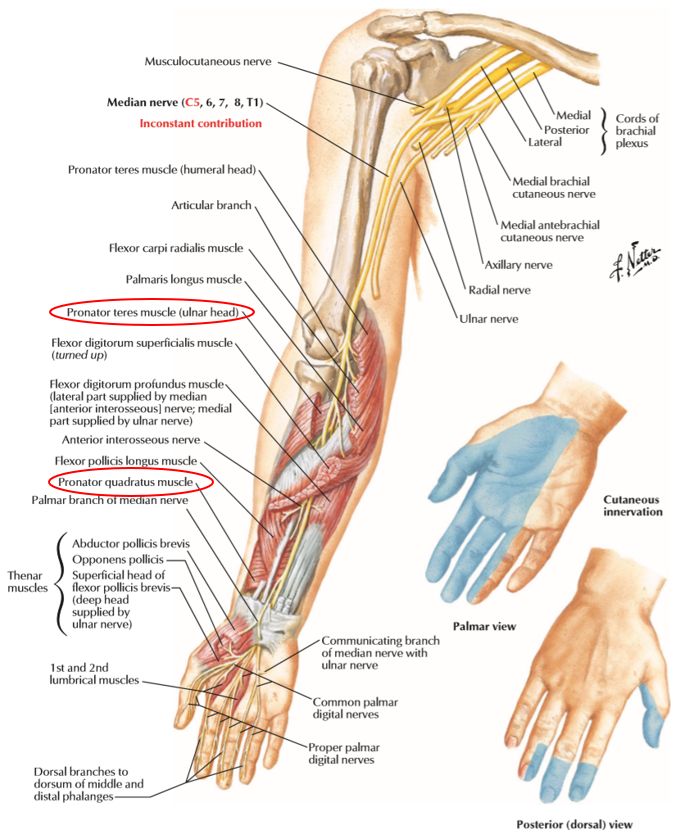 Musculocutaneous nerve
Median nerve (C5, 6, 7, 8, T1)
Inconstant contribution
Medial
Posterior
Lateral
Cords of
brachial
plexus
Pronator teres muscle (humeral head)
Articular branch
Medial brachial
cutaneous nerve
Medial antebrachial
cutaneous nerve
Flexor carpi radialis muscle
Axillary nerve
Palmaris longus muscle
Radial nerve
Pronator teres muscle (ulnar head)
Ulnar nerve
F. Netter
M.D.
Flexor digitorum superficialis muscle
(turned up)
Flexor digitorum profundus muscle
(lateral part supplied by median
[anterior interosseous] nerve; medial
part supplied by ulnar nerve)
Anterior interosseous nerve
Flexor pollicis longus muscle
Pronator quadratus muscle
Palmar branch of median nerve
Cutaneous
innervation
Thenar
muscles
Abductor pollicis brevis
Opponens pollicis
Superficial head of
flexor pollicis brevis
(deep head
supplied by
ulnar nerve)
Palmar view
Communicating branch
of median nerve with
ulnar nerve
1st and 2nd
lumbrical muscles
Common palmar
digital nerves
Proper palmar
digital nerves
Dorsal branches to
dorsum of middle and
distal phalanges
Posterior (dorsal) view